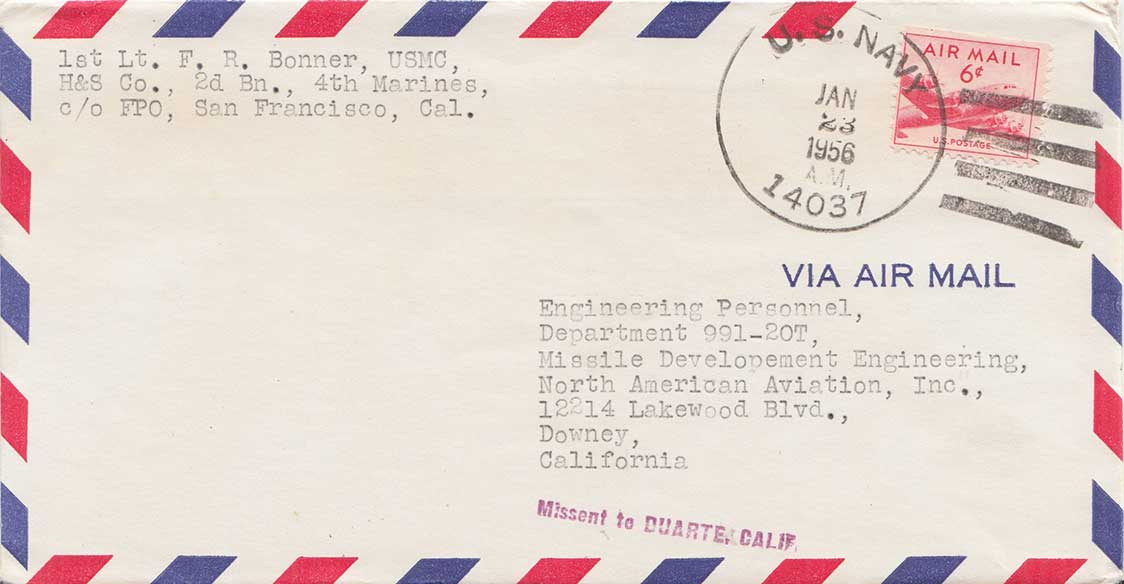 1st Lt. F. R. Bonner, USMC,
H&S Co., 2d Bn., 4th Marines,
c/o FPO, San Francisco, Cal.
U. S. NAVY
JAN
23
1956
A.M.
14037
AIR MAIL
6¢
U.S. POSTAGE
VIA AIR MAIL
Engineering Personnel,
Department 991-20T,
Missile Developement Engineering,
North American Aviation, Inc.,
12214 Lakewood Blvd.,
Downey,
California
Missent to DUARTE, CALIF.